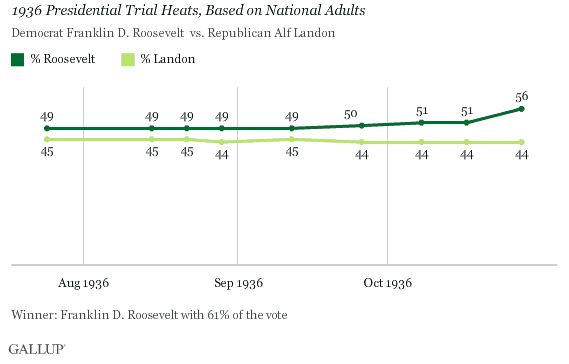 1936 Presidential Trial Heats, Based on National Adults
Democrat Franklin D. Roosevelt vs. Republican Alf Landon
% Roosevelt % Landon
49 49 49 49 49 50 51 51 56
45 45 45 44 45 44 44 44 44
Aug 1936 Sep 1936 Oct 1936
Winner: Franklin D. Roosevelt with 61% of the vote
GALLUP®